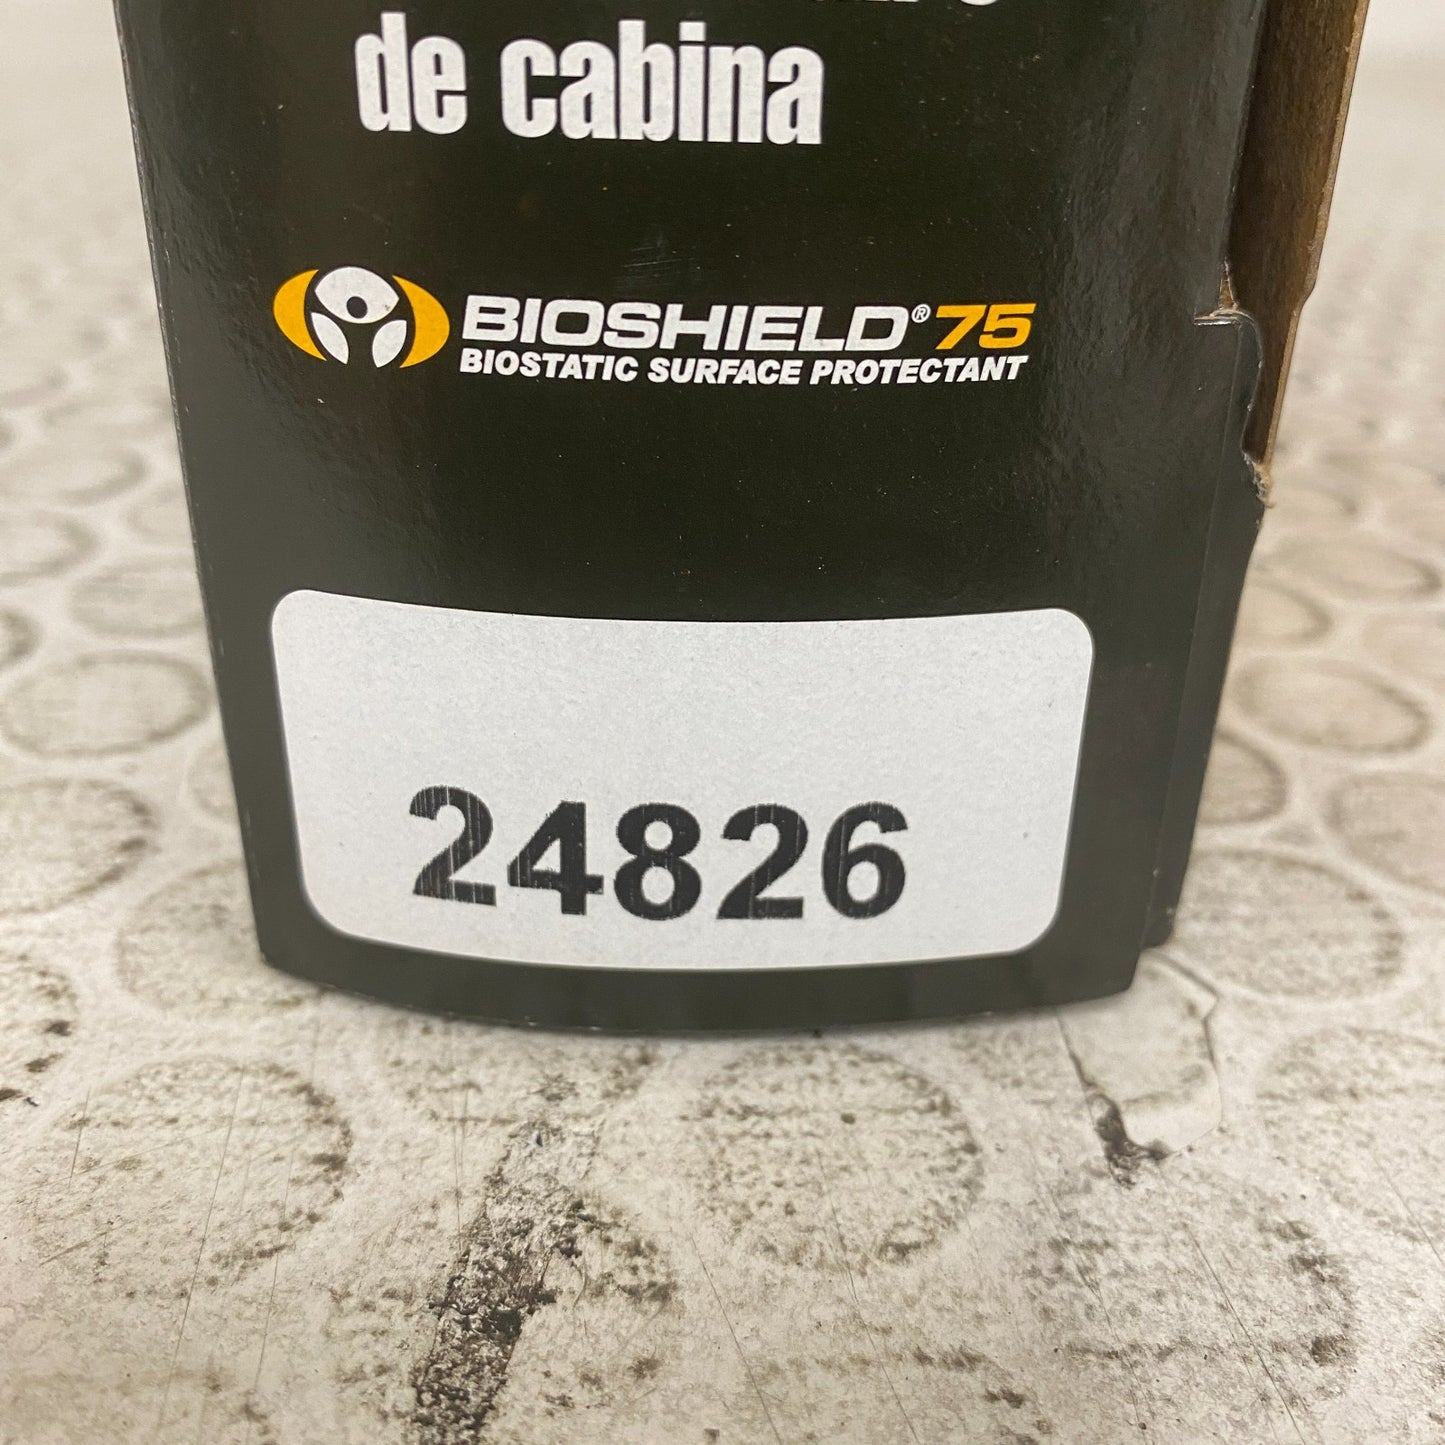 de cabina
BIOSHIELD® 75
BIOSTATIC SURFACE PROTECTANT
24826